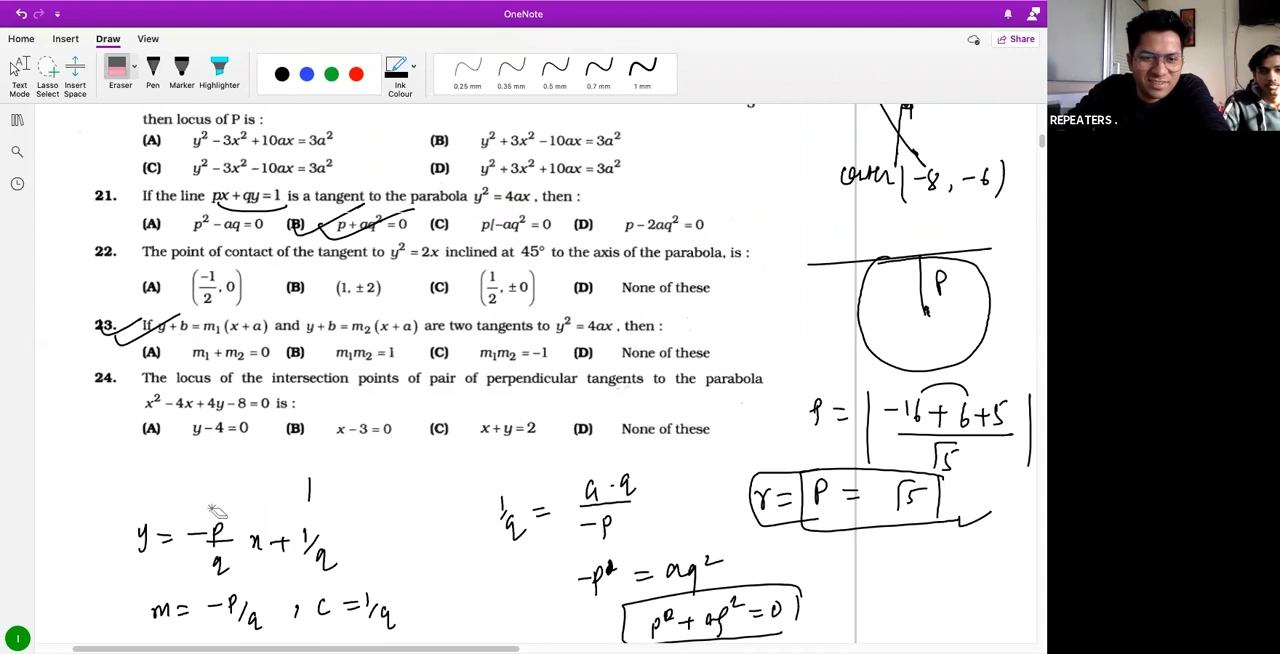 OneNote
Home Insert Draw View
Share
Text Mode
Lasso Select
Insert Space
Eraser
Pen
Marker
Highlighter
Ink Colour
0.25 mm
0.35 mm
0.5 mm
0.7 mm
1 mm
REPEATERS .
then locus of P is :
(A) y² − 3x² + 10ax = 3a² (B) y² + 3x² − 10ax = 3a²
(C) y² − 3x² − 10ax = 3a² (D) y² + 3x² + 10ax = 3a²
21. If the line px + qy = 1 is a tangent to the parabola y² = 4ax , then :
(A) p² − aq = 0 (B) p + aq² = 0 (C) p − aq² = 0 (D) p − 2aq² = 0
22. The point of contact of the tangent to y² = 2x inclined at 45° to the axis of the parabola, is :
(A) (−1/2, 0) (B) (1, ±2) (C) (1/2, ±0) (D) None of these
23. If y + b = m₁(x + a) and y + b = m₂(x + a) are two tangents to y² = 4ax , then :
(A) m₁ + m₂ = 0 (B) m₁m₂ = 1 (C) m₁m₂ = −1 (D) None of these
24. The locus of the intersection points of pair of perpendicular tangents to the parabola
x² − 4x + 4y − 8 = 0 is :
(A) y − 4 = 0 (B) x − 3 = 0 (C) x + y = 2 (D) None of these
(−8, −6)
P
P = | −16 + 6 + 5 / √5 |
r = P = √5
y = −p/q x + 1/q
m = −p/q , c = 1/q
1/q = a·q / −p
= aq²
+ aq² = 0
I